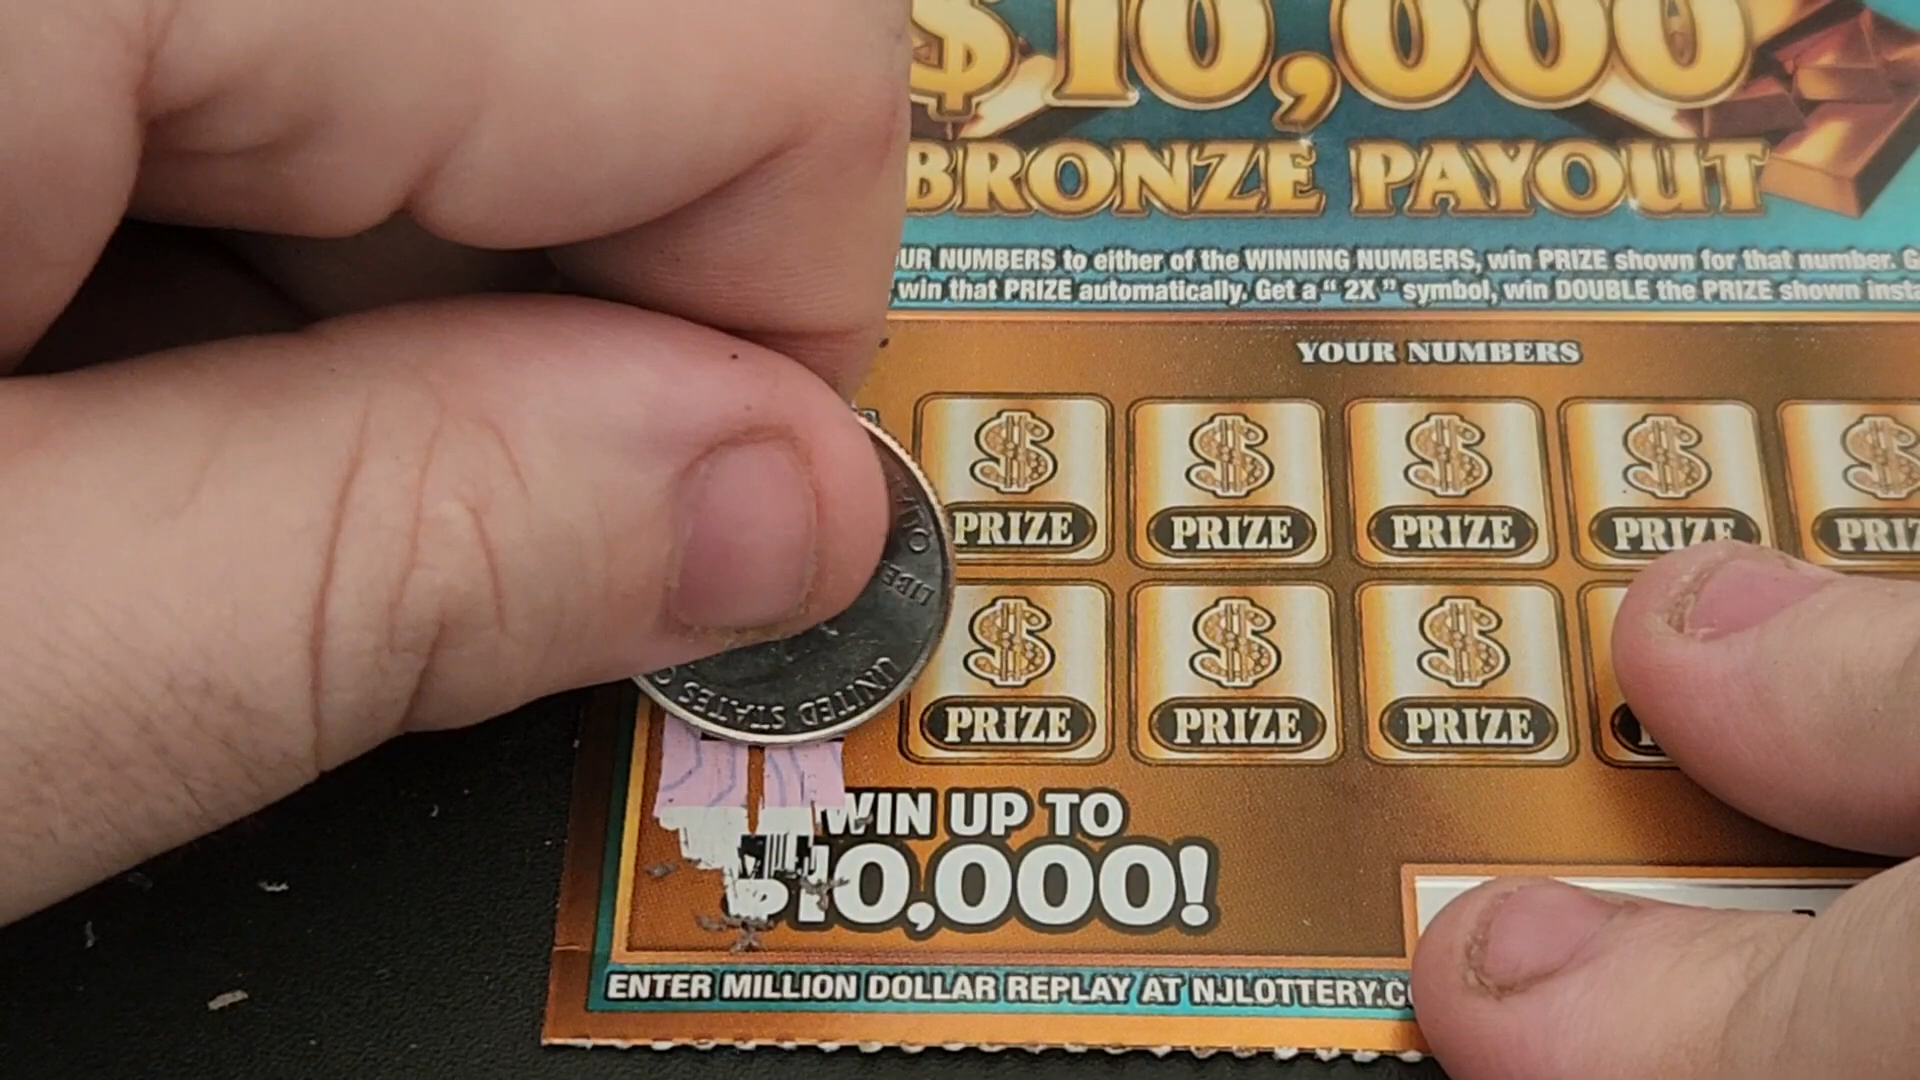 $10,000
BRONZE PAYOUT
UR NUMBERS to either of the WINNING NUMBERS, win PRIZE shown for that number.
win that PRIZE automatically. Get a “ 2X ” symbol, win DOUBLE the PRIZE shown
YOUR NUMBERS
PRIZE PRIZE PRIZE PRIZE PRIZ
LIBE
UNITED STATES O
PRIZE PRIZE PRIZE
WIN UP TO
$10,000!
ENTER MILLION DOLLAR REPLAY AT NJLOTTERY.C